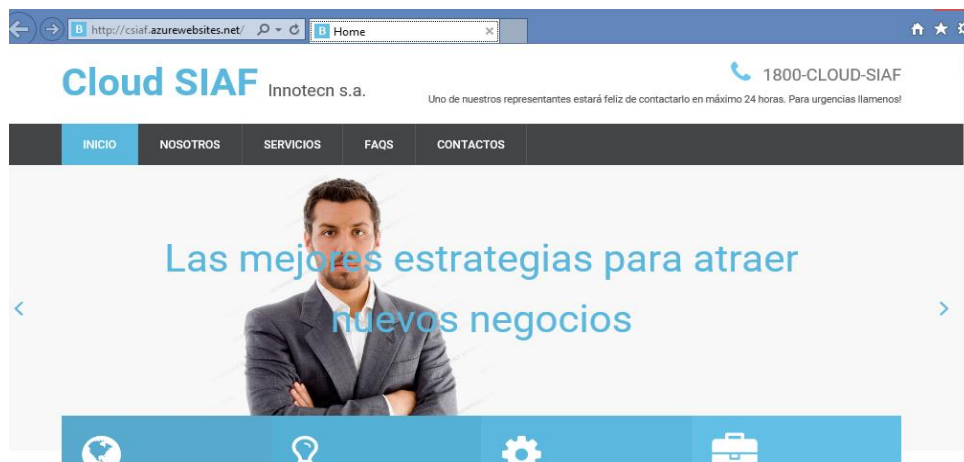 B http://csiaf.azurewebsites.net/ B Home
Cloud SIAF Innotecn s.a.
1800-CLOUD-SIAF
Uno de nuestros representantes estará feliz de contactarlo en máximo 24 horas. Para urgencias llamenos!
INICIO NOSOTROS SERVICIOS FAQS CONTACTOS
Las mejores estrategias para atraer
nuevos negocios